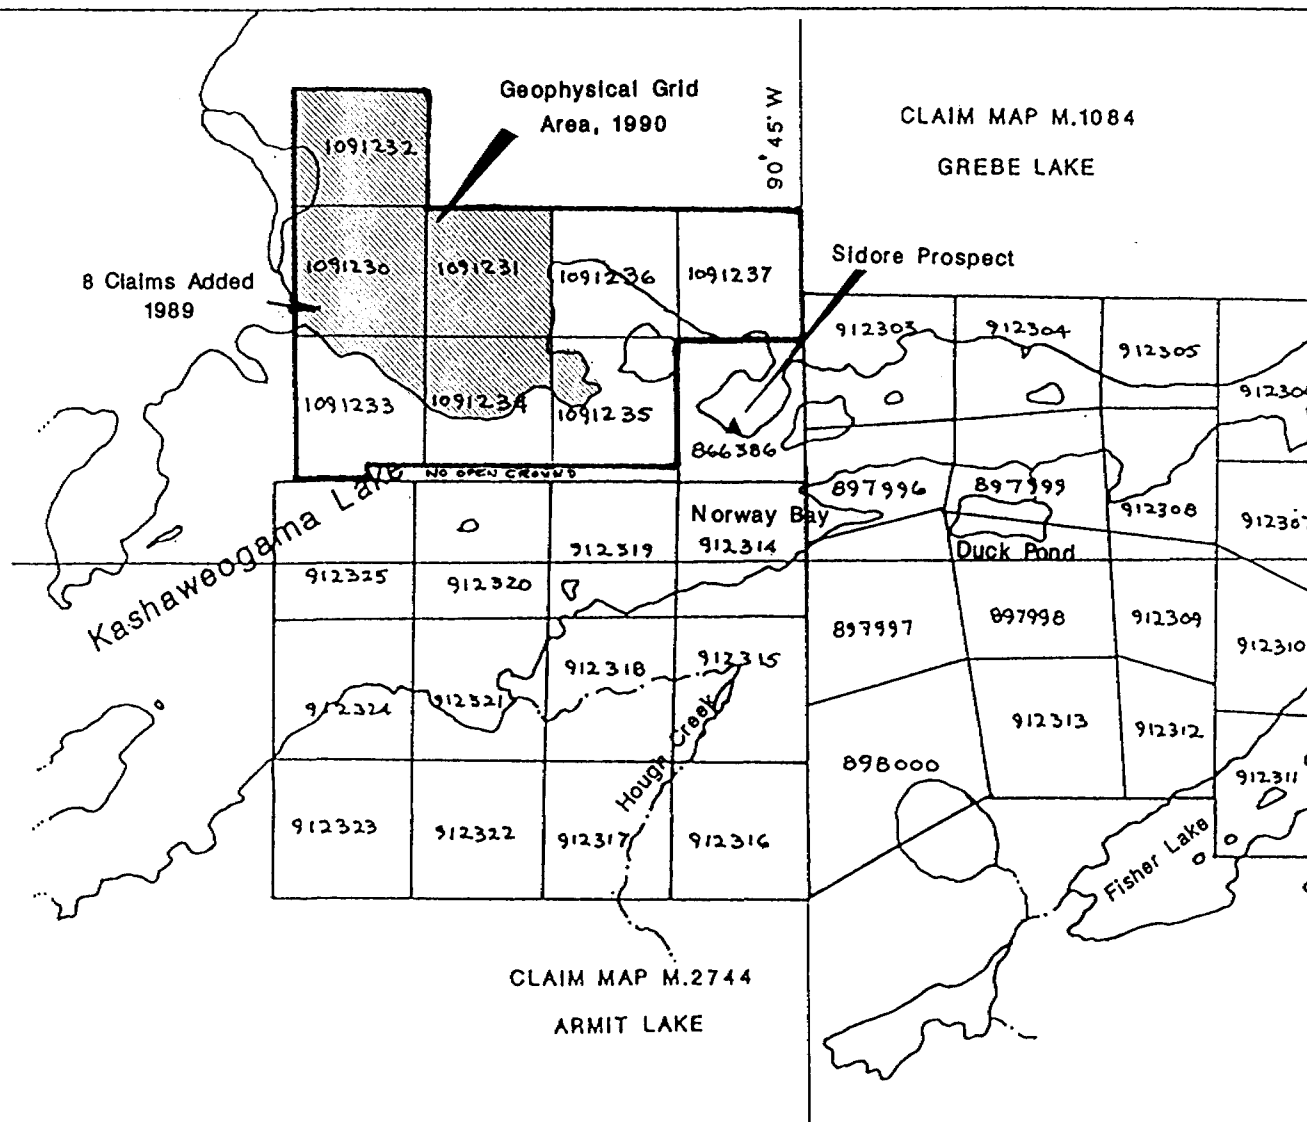 Geophysical Grid
Area, 1990
90° 45' W
CLAIM MAP M.1084
GREBE LAKE
1091232
8 Claims Added
1989
1091230
1091231
1091236
1091237
Sidore Prospect
912303
912304
912305
1091233
1091234
1091235
866386
NO OPEN GROUND
Kashaweogama Lake
897996
897999
912308
Norway Bay
Duck Pond
912325
912320
912319
912314
897997
897998
912309
912310
912324
912321
912318
912315
Hough Creek
912313
912312
898000
912311
912323
912322
912317
912316
Fisher Lake
CLAIM MAP M.2744
ARMIT LAKE